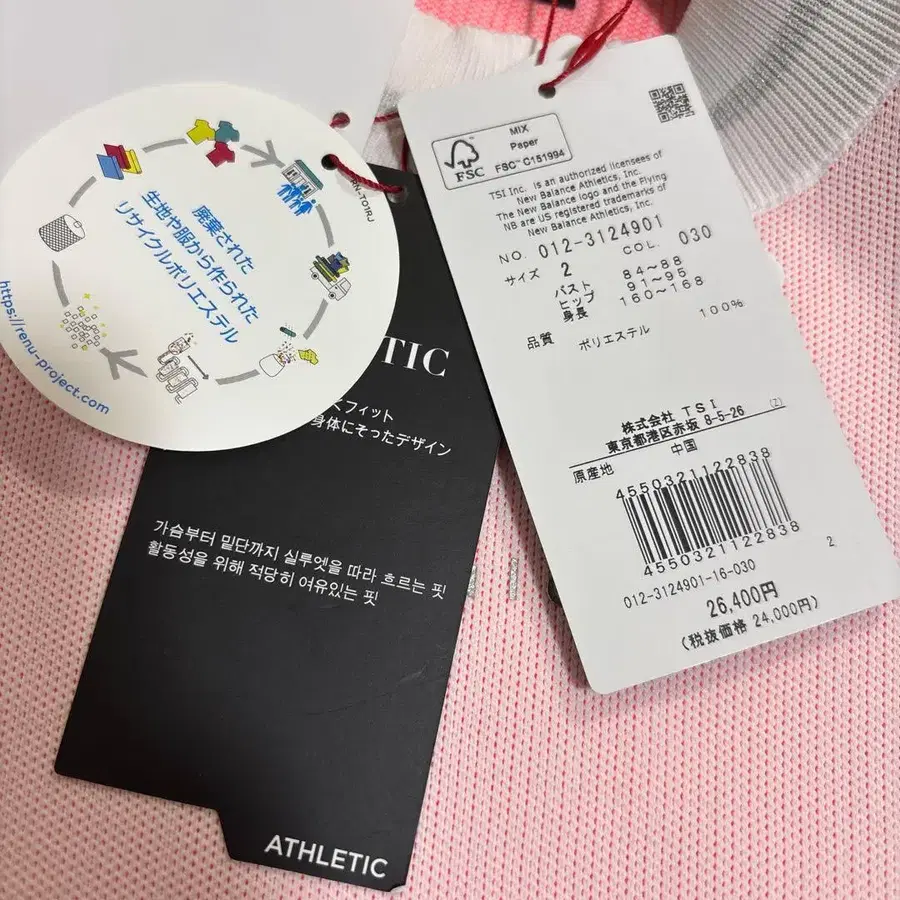 廃棄された
生地や服から作られた
リサイクルポリエステル
https://renu-project.com
RN-T01RJ
TIC
くフィット
身体にそったデザイン
가슴부터 밑단까지 실루엣을 따라 흐르는 핏
활동성을 위해 적당히 여유있는 핏
ATHLETIC
FSC
MIX
Paper
FSC™ C151994
TSI Inc. is an authorized licensees of
New Balance Athletics, Inc.
The New Balance logo and the Flying
NB are US registered trademarks of
New Balance Athletics, Inc.
NO. 012-3124901 COL. 030
サイズ 2
バスト 84～88
ヒップ 91～95
身長 160～168
品質 ポリエステル 100%
株式会社 TSI
東京都港区赤坂 8-5-26 (Z)
原産地 中国
4550321122838
4550321122838
2
012-3124901-16-030
26,400円
(税抜価格 24,000円)